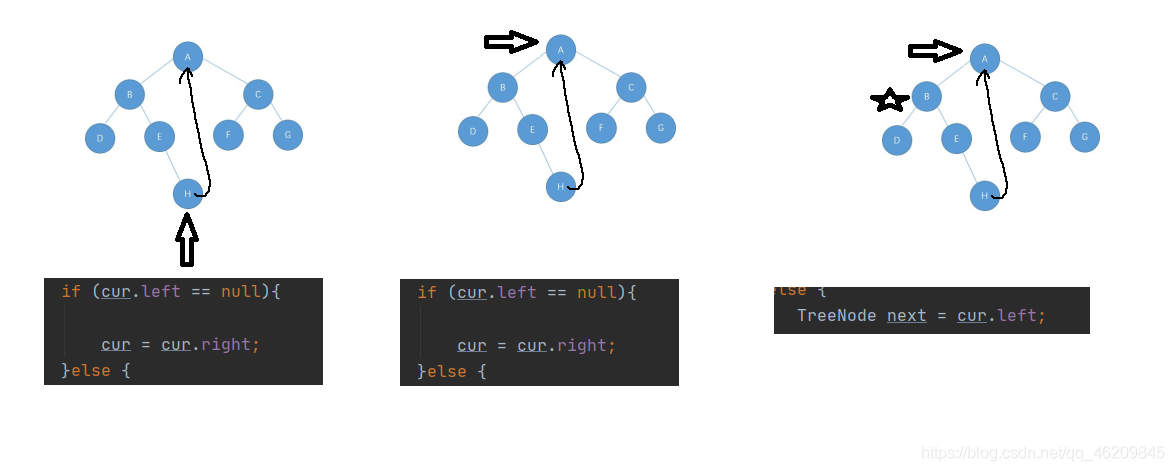 A
B
C
D
E
F
G
H
if (cur.left == null){
cur = cur.right;
}else {
A
B
C
D
E
F
G
H
if (cur.left == null){
cur = cur.right;
}else {
A
B
C
D
E
F
G
H
else {
TreeNode next = cur.left;
https://blog.csdn.net/qq_46209845